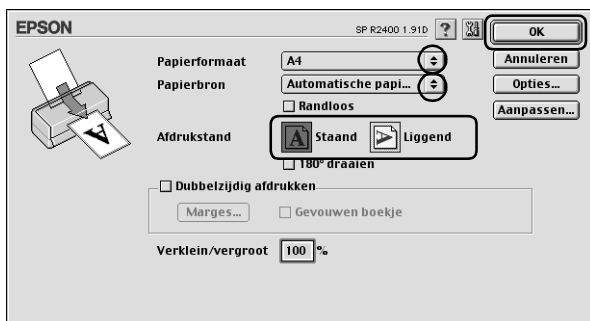 EPSON SP R2400 1.91D ? OK
Papierformaat A4 Annuleren
Papierbron Automatische papi... Opties...
Randloos Aanpassen...
Afdrukstand Staand Liggend
180° draaien
Dubbelzijdig afdrukken
Marges... Gevouwen boekje
Verklein/vergroot 100 %